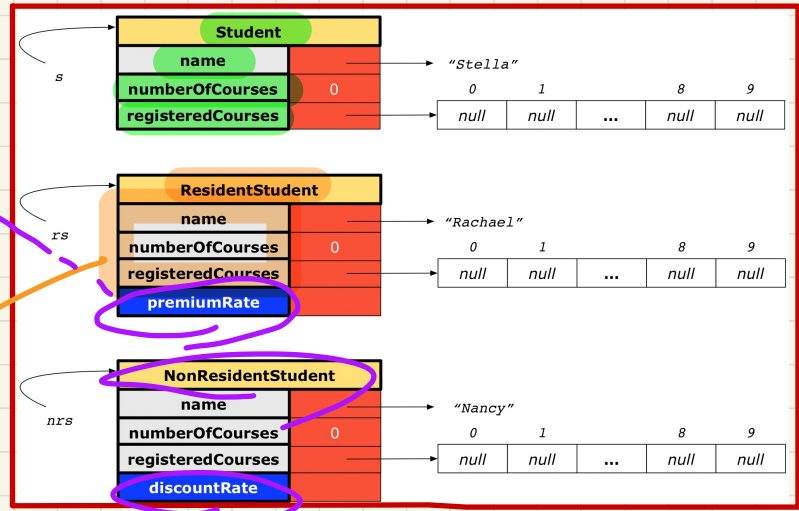 Student
s
name
"Stella"
numberOfCourses 0
0 1 8 9
registeredCourses
null null ... null null
ResidentStudent
rs
name
"Rachael"
numberOfCourses 0
0 1 8 9
registeredCourses
null null ... null null
premiumRate
NonResidentStudent
nrs
name
"Nancy"
numberOfCourses 0
0 1 8 9
registeredCourses
null null ... null null
discountRate